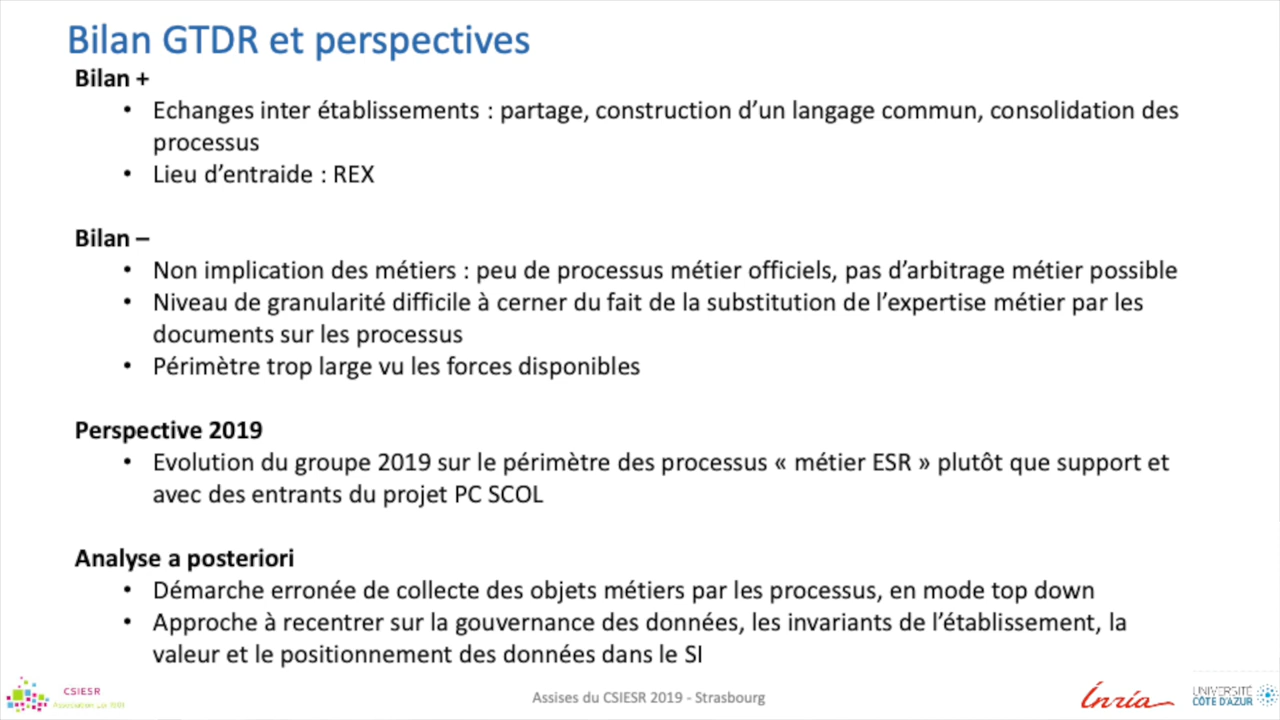 Bilan GTDR et perspectives
Bilan +
• Echanges inter établissements : partage, construction d’un langage commun, consolidation des
processus
• Lieu d’entraide : REX
Bilan –
• Non implication des métiers : peu de processus métier officiels, pas d’arbitrage métier possible
• Niveau de granularité difficile à cerner du fait de la substitution de l’expertise métier par les
documents sur les processus
• Périmètre trop large vu les forces disponibles
Perspective 2019
• Evolution du groupe 2019 sur le périmètre des processus « métier ESR » plutôt que support et
avec des entrants du projet PC SCOL
Analyse a posteriori
• Démarche erronée de collecte des objets métiers par les processus, en mode top down
• Approche à recentrer sur la gouvernance des données, les invariants de l’établissement, la
valeur et le positionnement des données dans le SI
CSIESR
Association
Assises du CSIESR 2019 - Strasbourg
Inria
UNIVERSITÉ
CÔTE D’AZUR